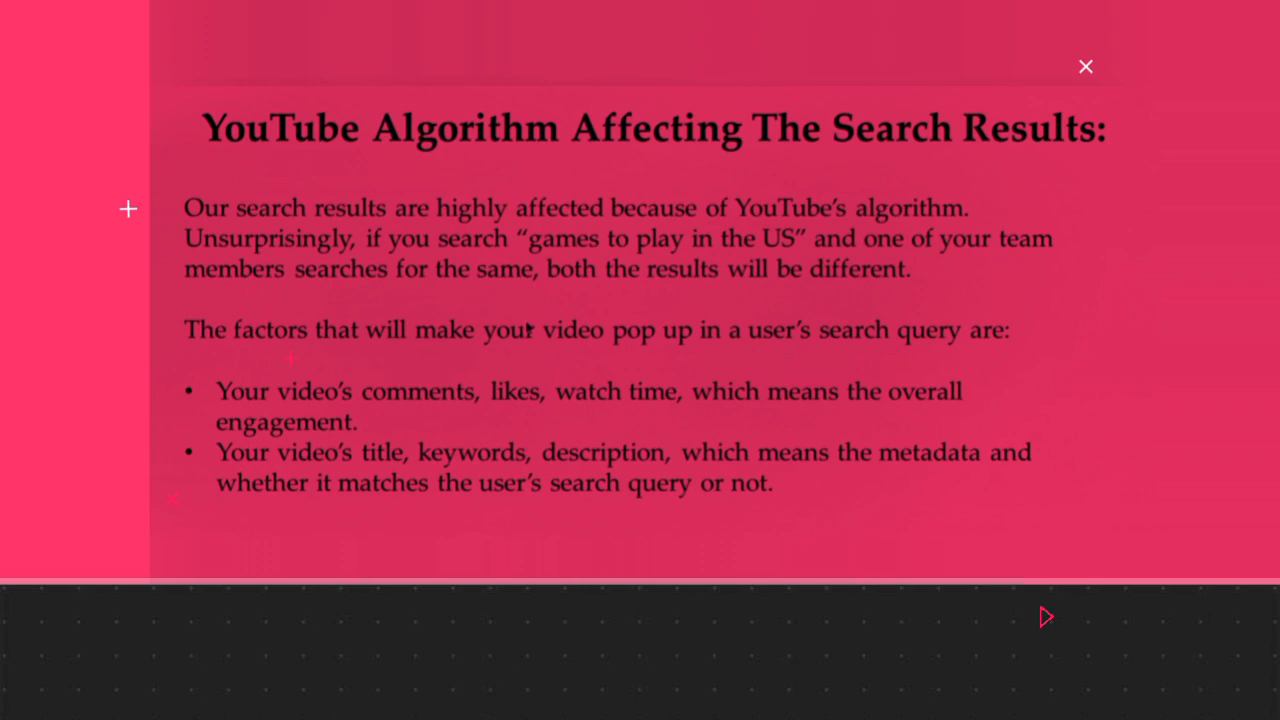 YouTube Algorithm Affecting The Search Results:
Our search results are highly affected because of YouTube’s algorithm.
Unsurprisingly, if you search “games to play in the US” and one of your team
members searches for the same, both the results will be different.
The factors that will make your video pop up in a user’s search query are:
• Your video’s comments, likes, watch time, which means the overall
engagement.
• Your video’s title, keywords, description, which means the metadata and
whether it matches the user’s search query or not.